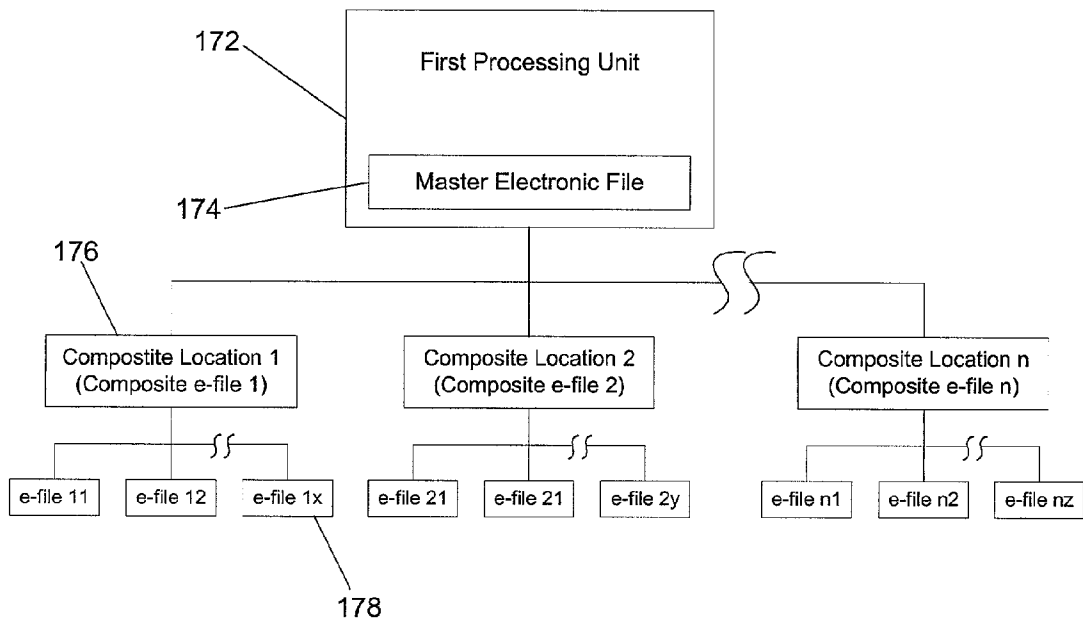 172
First Processing Unit
174
Master Electronic File
176
Compostite Location 1
(Composite e-file 1)
Composite Location 2
(Composite e-file 2)
Composite Location n
(Composite e-file n)
e-file 11
e-file 12
e-file 1x
e-file 21
e-file 21
e-file 2y
e-file n1
e-file n2
e-file nz
178